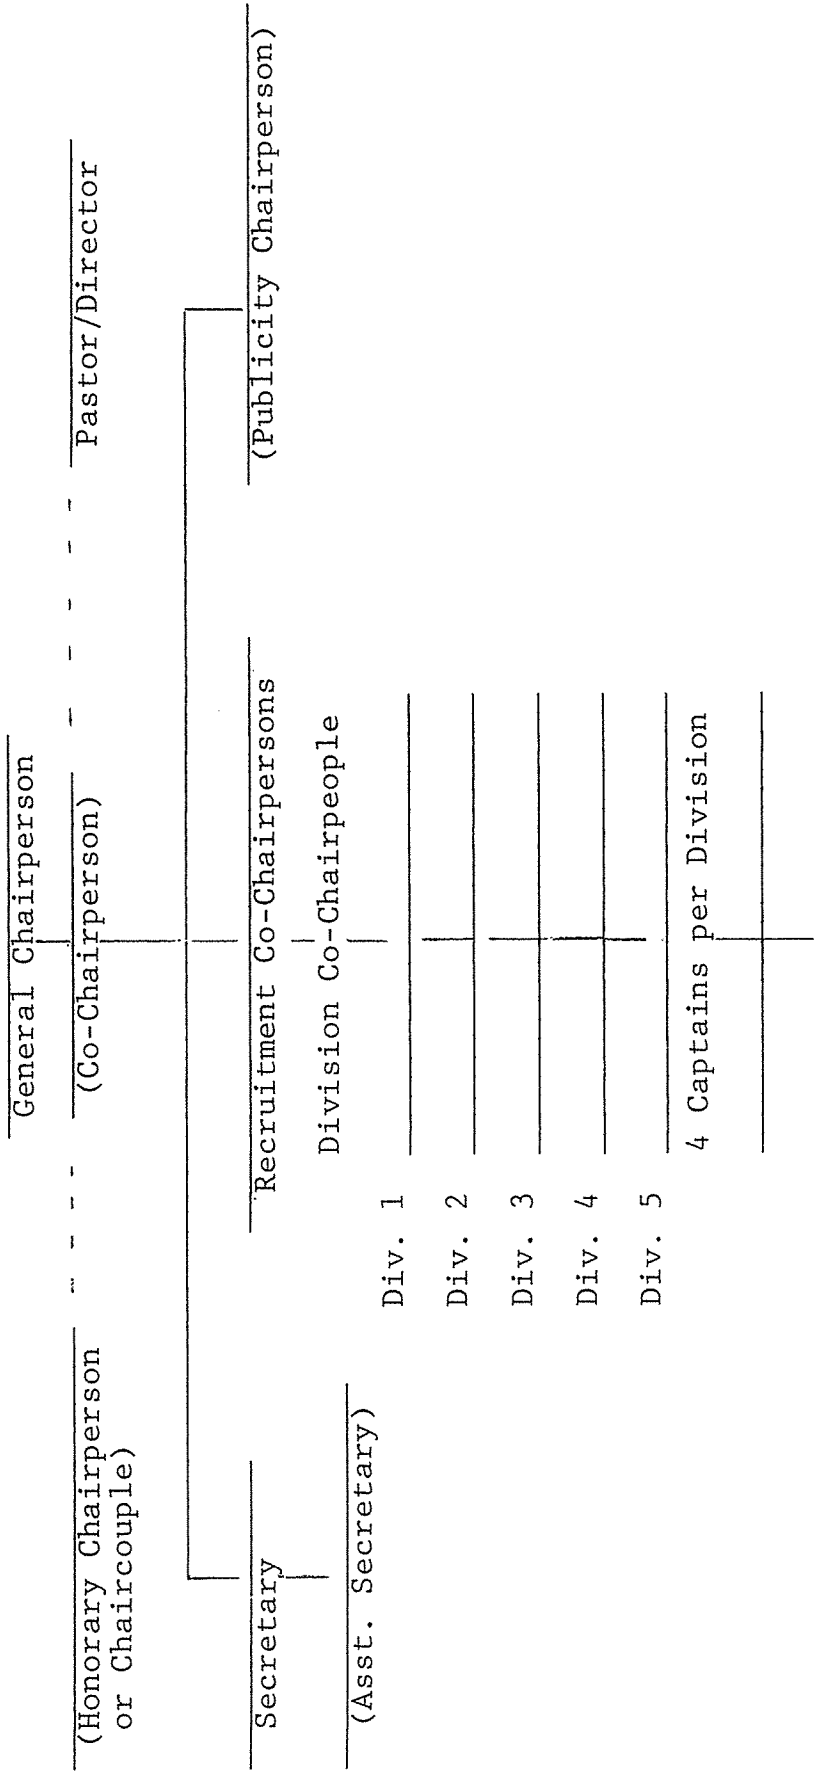 General Chairperson
(Honorary Chairperson
or Chaircouple)
(Co-Chairperson)
Pastor/Director
Secretary
(Asst. Secretary)
Recruitment Co-Chairpersons
(Publicity Chairperson)
Division Co-Chairpeople
Div. 1
Div. 2
Div. 3
Div. 4
Div. 5
4 Captains per Division